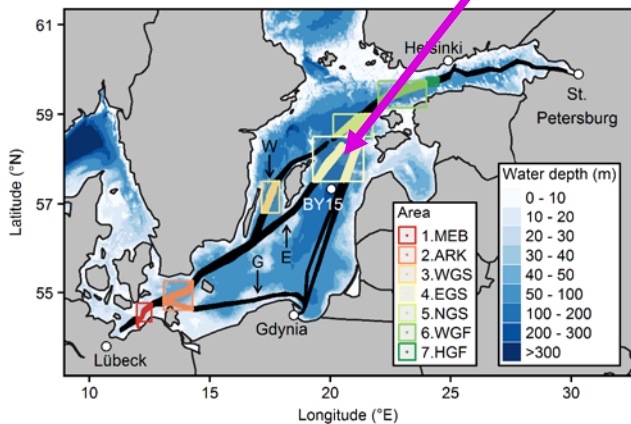 61
59
57
55
Latitude (°N)
10
15
20
25
30
Longitude (°E)
Helsinki
St.
Petersburg
W
BY15
E
G
Gdynia
Lübeck
Area
1.MEB
2.ARK
3.WGS
4.EGS
5.NGS
6.WGF
7.HGF
Water depth (m)
0 - 10
10 - 20
20 - 30
30 - 40
40 - 50
50 - 100
100 - 200
200 - 300
>300